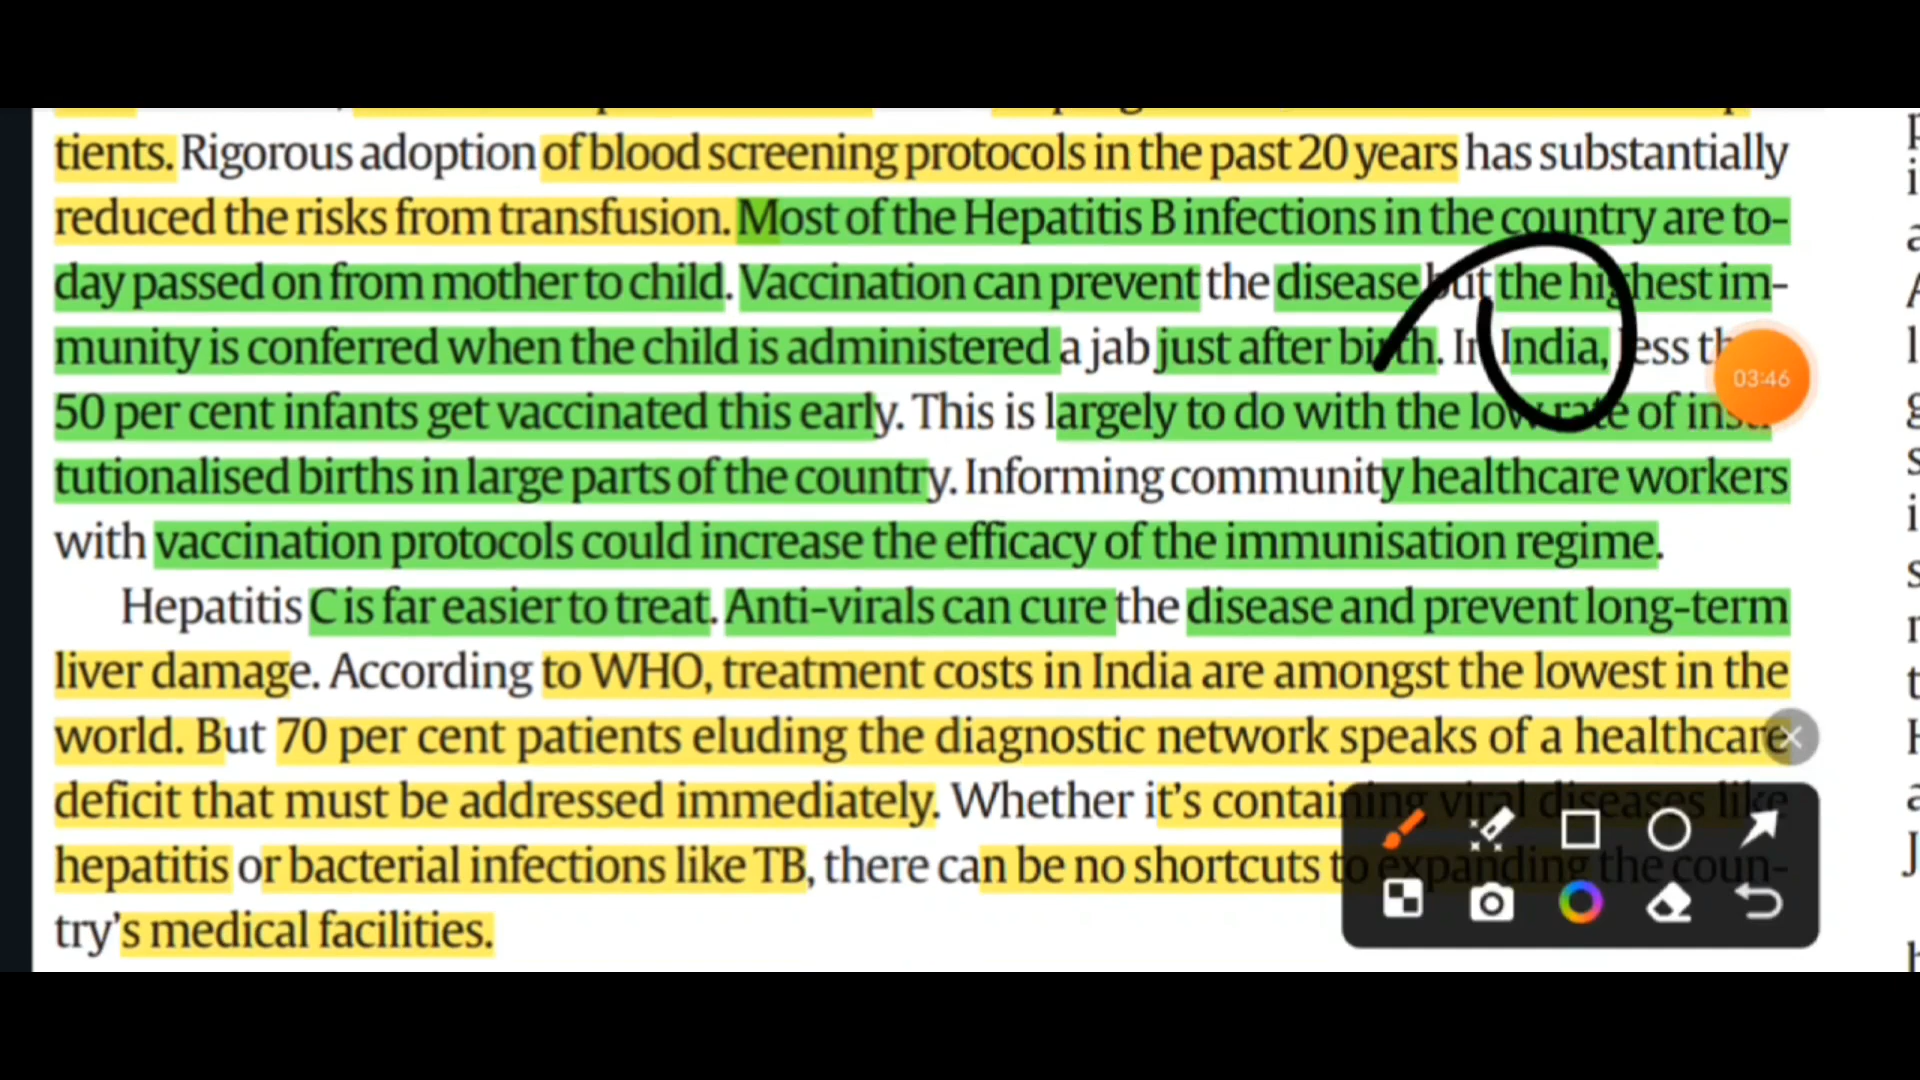 tients. Rigorous adoption of blood screening protocols in the past 20 years has substantially
reduced the risks from transfusion. Most of the Hepatitis B infections in the country are to-
day passed on from mother to child. Vaccination can prevent the disease but the highest im-
munity is conferred when the child is administered a jab just after birth. In India, less
03:46
50 per cent infants get vaccinated this early. This is largely to do with the low rate of
tutionalised births in large parts of the country. Informing community healthcare workers
with vaccination protocols could increase the efficacy of the immunisation regime.
Hepatitis C is far easier to treat. Anti-virals can cure the disease and prevent long-term
liver damage. According to WHO, treatment costs in India are amongst the lowest in the
world. But 70 per cent patients eluding the diagnostic network speaks of a healthcare
deficit that must be addressed immediately. Whether it's containing viral diseases like
hepatitis or bacterial infections like TB, there can be no shortcuts to expanding the coun-
try's medical facilities.